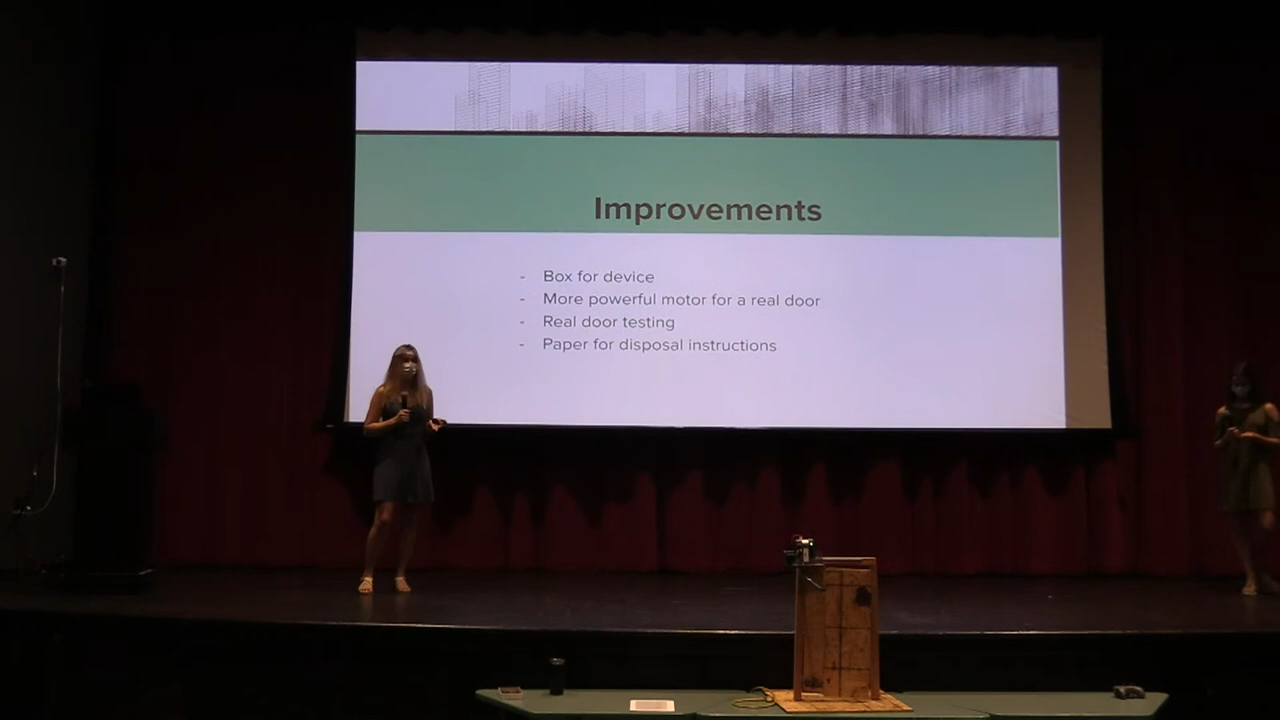 Improvements
- Box for device
- More powerful motor for a real door
- Real door testing
- Paper for disposal instructions